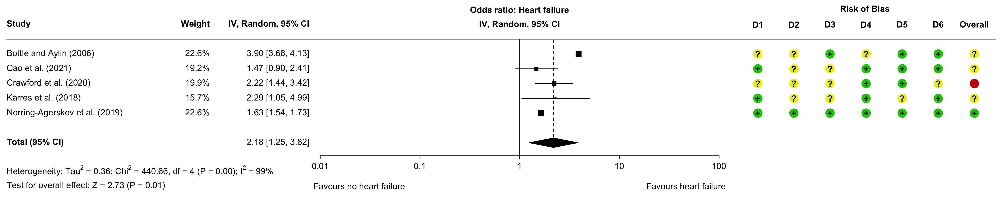 Odds ratio: Heart failure Risk of Bias
Study Weight IV, Random, 95% CI IV, Random, 95% CI D1 D2 D3 D4 D5 D6 Overall
Bottle and Aylin (2006) 22.6% 3.90 [3.68, 4.13] ? ? + ? + + ?
Cao et al. (2021) 19.2% 1.47 [0.90, 2.41] + ? ? + + + ?
Crawford et al. (2020) 19.9% 2.22 [1.44, 3.42] ? ? ? + + ? -
Karres et al. (2018) 15.7% 2.29 [1.05, 4.99] + ? ? + ? + ?
Norring-Agerskov et al. (2019) 22.6% 1.63 [1.54, 1.73] + + + + + + +
Total (95% CI) 2.18 [1.25, 3.82]
0.01 0.1 1 10 100
Heterogeneity: Tau² = 0.36; Chi² = 440.66, df = 4 (P = 0.00); I² = 99%
Test for overall effect: Z = 2.73 (P = 0.01) Favours no heart failure Favours heart failure